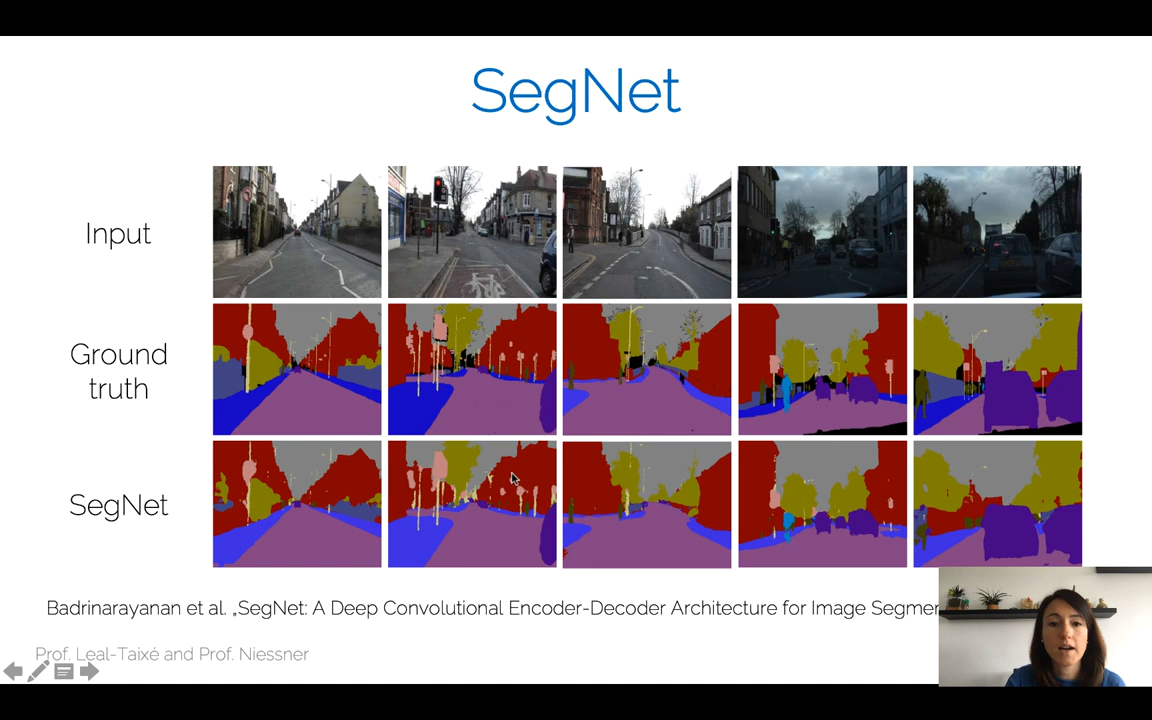 SegNet
Input
Ground
truth
SegNet
Badrinarayanan et al. „SegNet: A Deep Convolutional Encoder-Decoder Architecture for Image Segmen
Prof. Leal-Taixé and Prof. Niessner